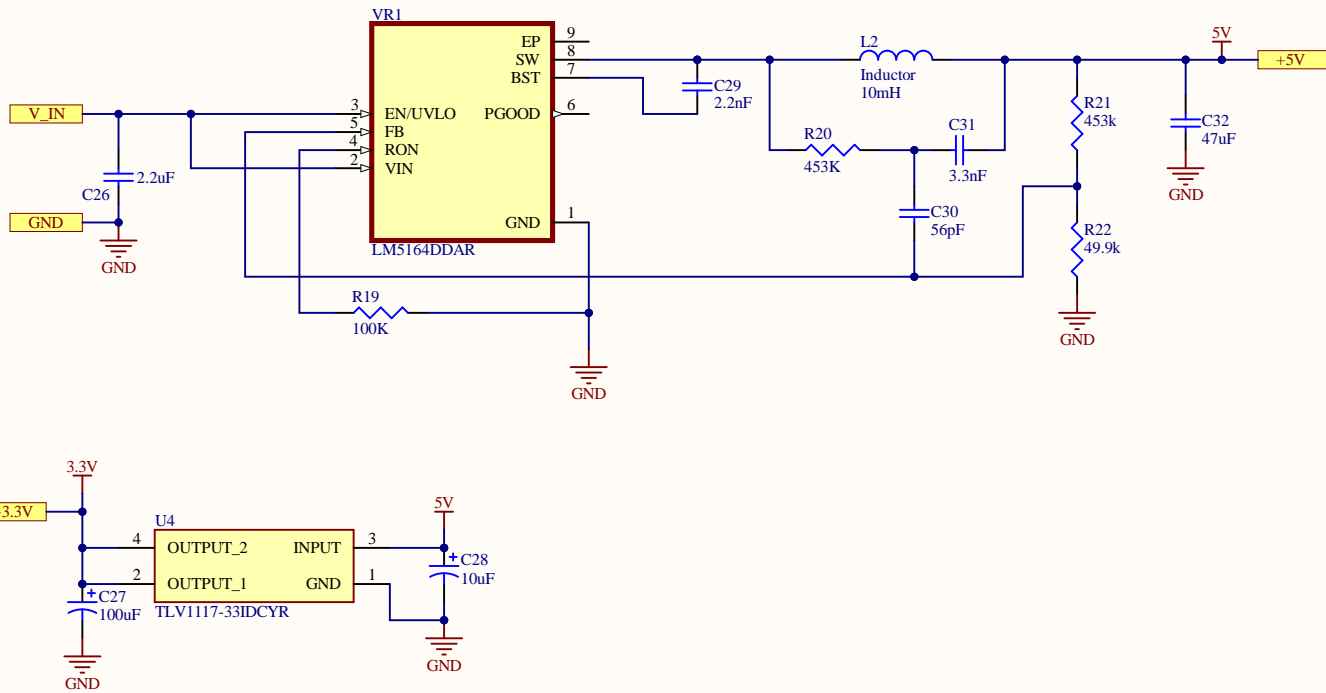 VR1
EP
9
SW
8
BST
7
PGOOD
6
GND
1
3
EN/UVLO
5
FB
4
RON
2
VIN
LM5164DDAR
V_IN
2.2uF
C26
GND
GND
R19
100K
GND
C29
2.2nF
L2
Inductor
10mH
R20
453K
C31
3.3nF
C30
56pF
R21
453k
R22
49.9k
GND
C32
47uF
GND
5V
+5V
3.3V
3.3V
U4
4
OUTPUT_2
INPUT
3
2
OUTPUT_1
GND
1
TLV1117-33IDCYR
+
C27
100uF
GND
5V
+
C28
10uF
GND